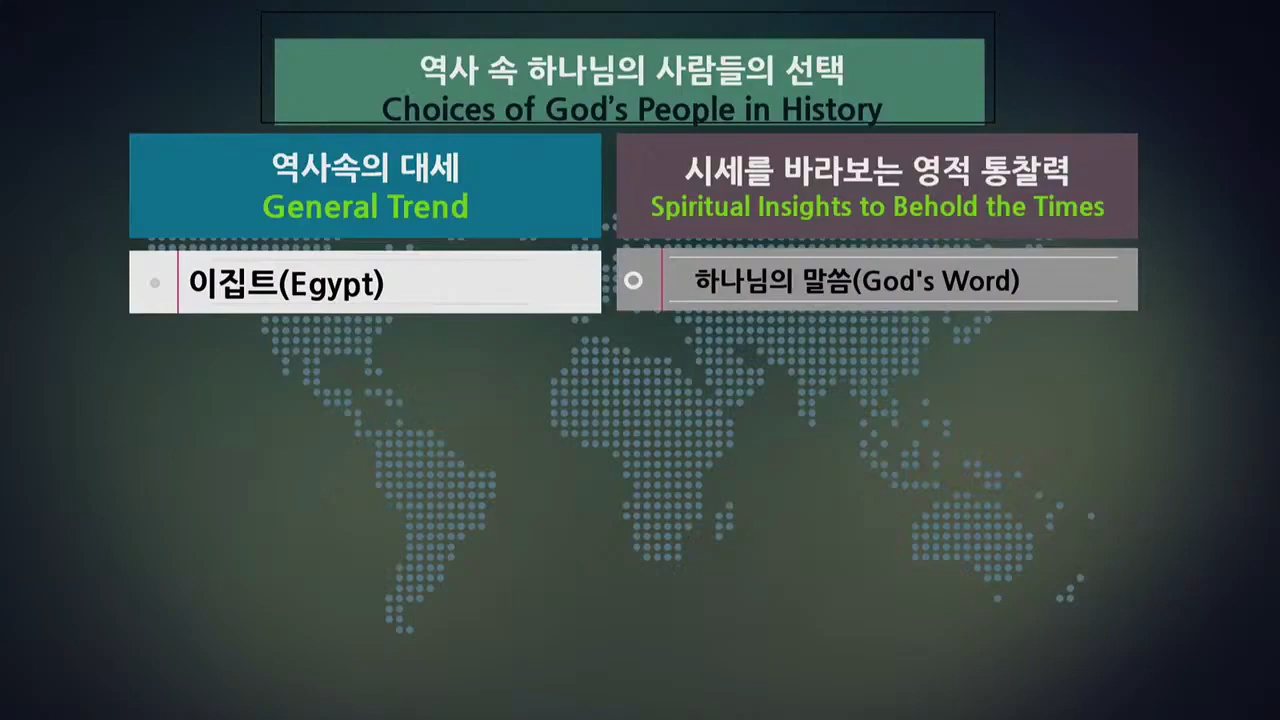 역사 속 하나님의 사람들의 선택
Choices of God’s People in History
역사속의 대세
General Trend
시세를 바라보는 영적 통찰력
Spiritual Insights to Behold the Times
이집트(Egypt)
하나님의 말씀(God's Word)